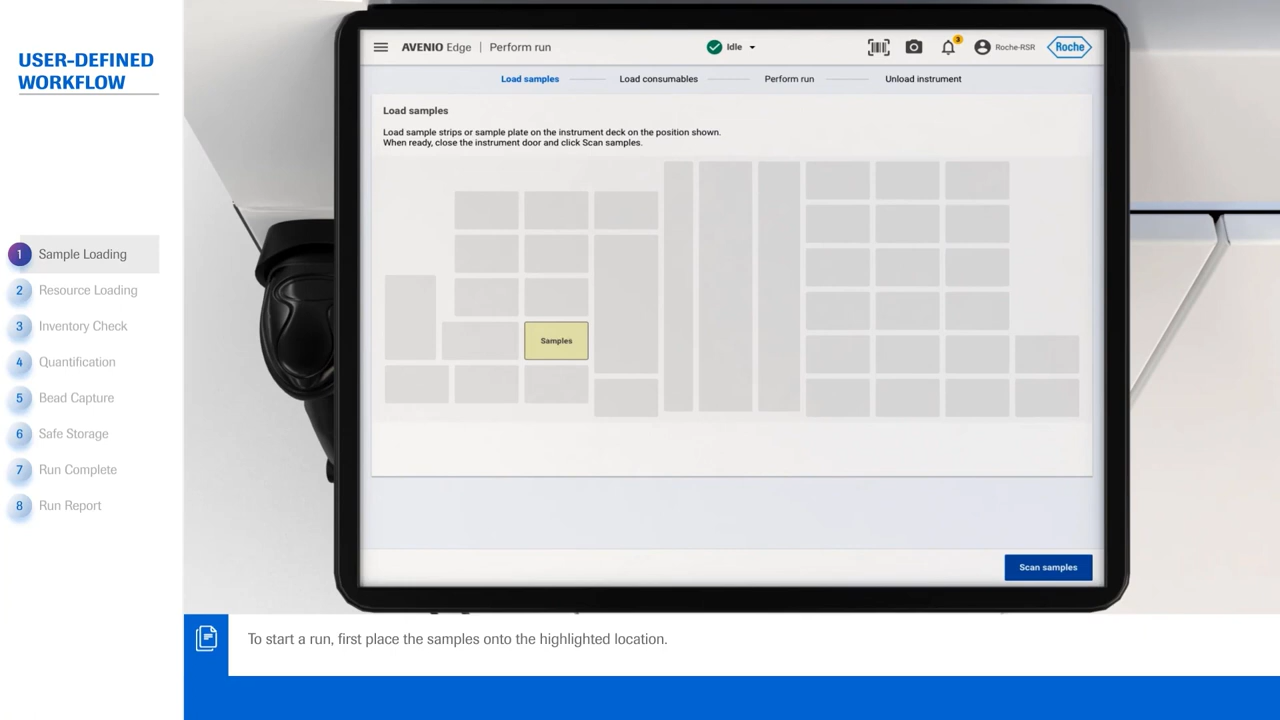 USER-DEFINED
WORKFLOW
1 Sample Loading
2 Resource Loading
3 Inventory Check
4 Quantification
5 Bead Capture
6 Safe Storage
7 Run Complete
8 Run Report
AVENIO Edge | Perform run
Idle
3
Roche-RSR
Roche
Load samples
Load consumables
Perform run
Unload instrument
Load samples
Load sample strips or sample plate on the instrument deck on the position shown.
When ready, close the instrument door and click Scan samples.
Samples
Scan samples
To start a run, first place the samples onto the highlighted location.